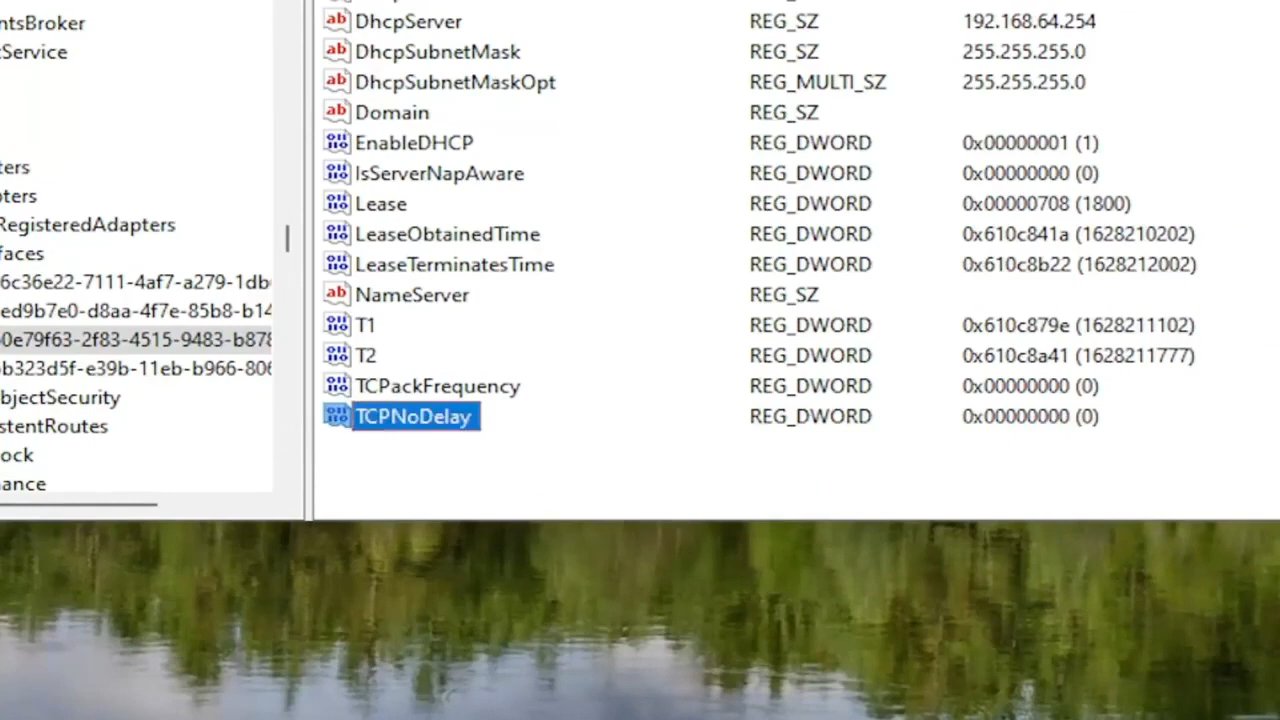 ntsBroker
tService
ters
oters
RegisteredAdapters
faces
6c36e22-7111-4af7-a279-1db
ed9b7e0-d8aa-4f7e-85b8-b14
0e79f63-2f83-4515-9483-b878
b323d5f-e39b-11eb-b966-806
bjectSecurity
stentRoutes
ock
ance
DhcpServer REG_SZ 192.168.64.254
DhcpSubnetMask REG_SZ 255.255.255.0
DhcpSubnetMaskOpt REG_MULTI_SZ 255.255.255.0
Domain REG_SZ
EnableDHCP REG_DWORD 0x00000001 (1)
IsServerNapAware REG_DWORD 0x00000000 (0)
Lease REG_DWORD 0x00000708 (1800)
LeaseObtainedTime REG_DWORD 0x610c841a (1628210202)
LeaseTerminatesTime REG_DWORD 0x610c8b22 (1628212002)
NameServer REG_SZ
T1 REG_DWORD 0x610c879e (1628211102)
T2 REG_DWORD 0x610c8a41 (1628211777)
TCPackFrequency REG_DWORD 0x00000000 (0)
TCPNoDelay REG_DWORD 0x00000000 (0)